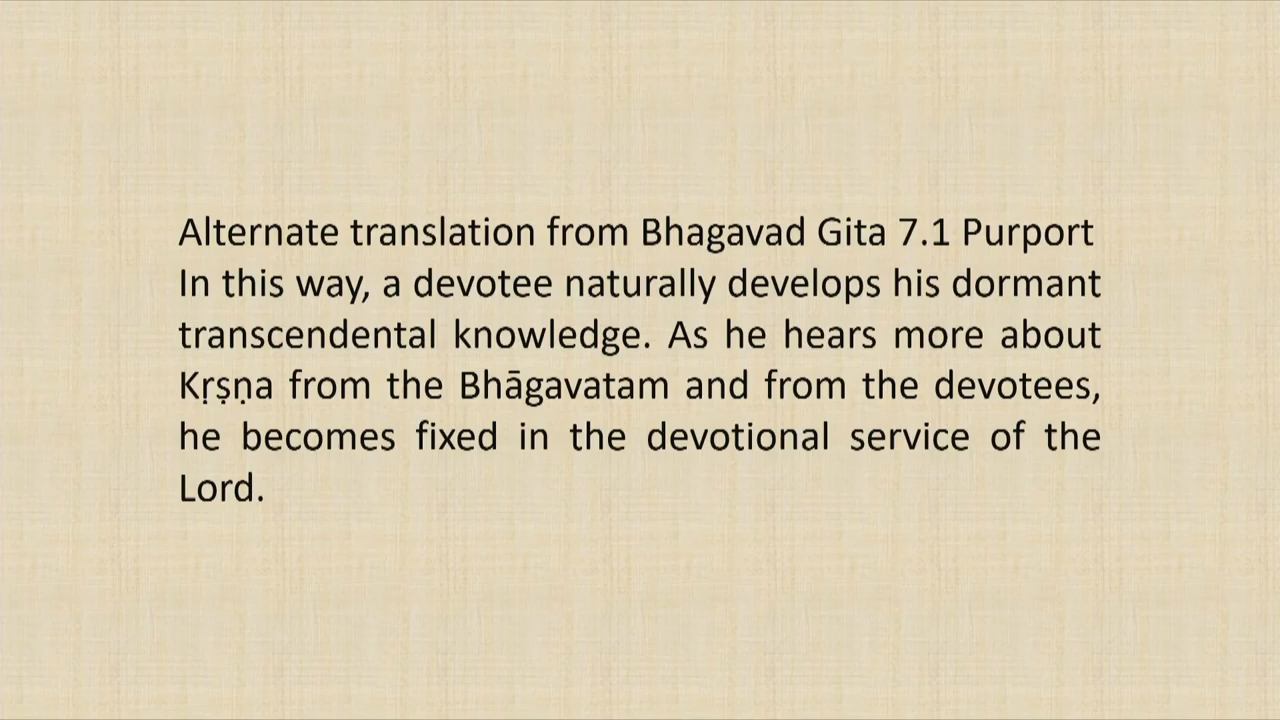 Alternate translation from Bhagavad Gita 7.1 Purport
In this way, a devotee naturally develops his dormant
transcendental knowledge. As he hears more about
Kṛṣṇa from the Bhāgavatam and from the devotees,
he becomes fixed in the devotional service of the
Lord.